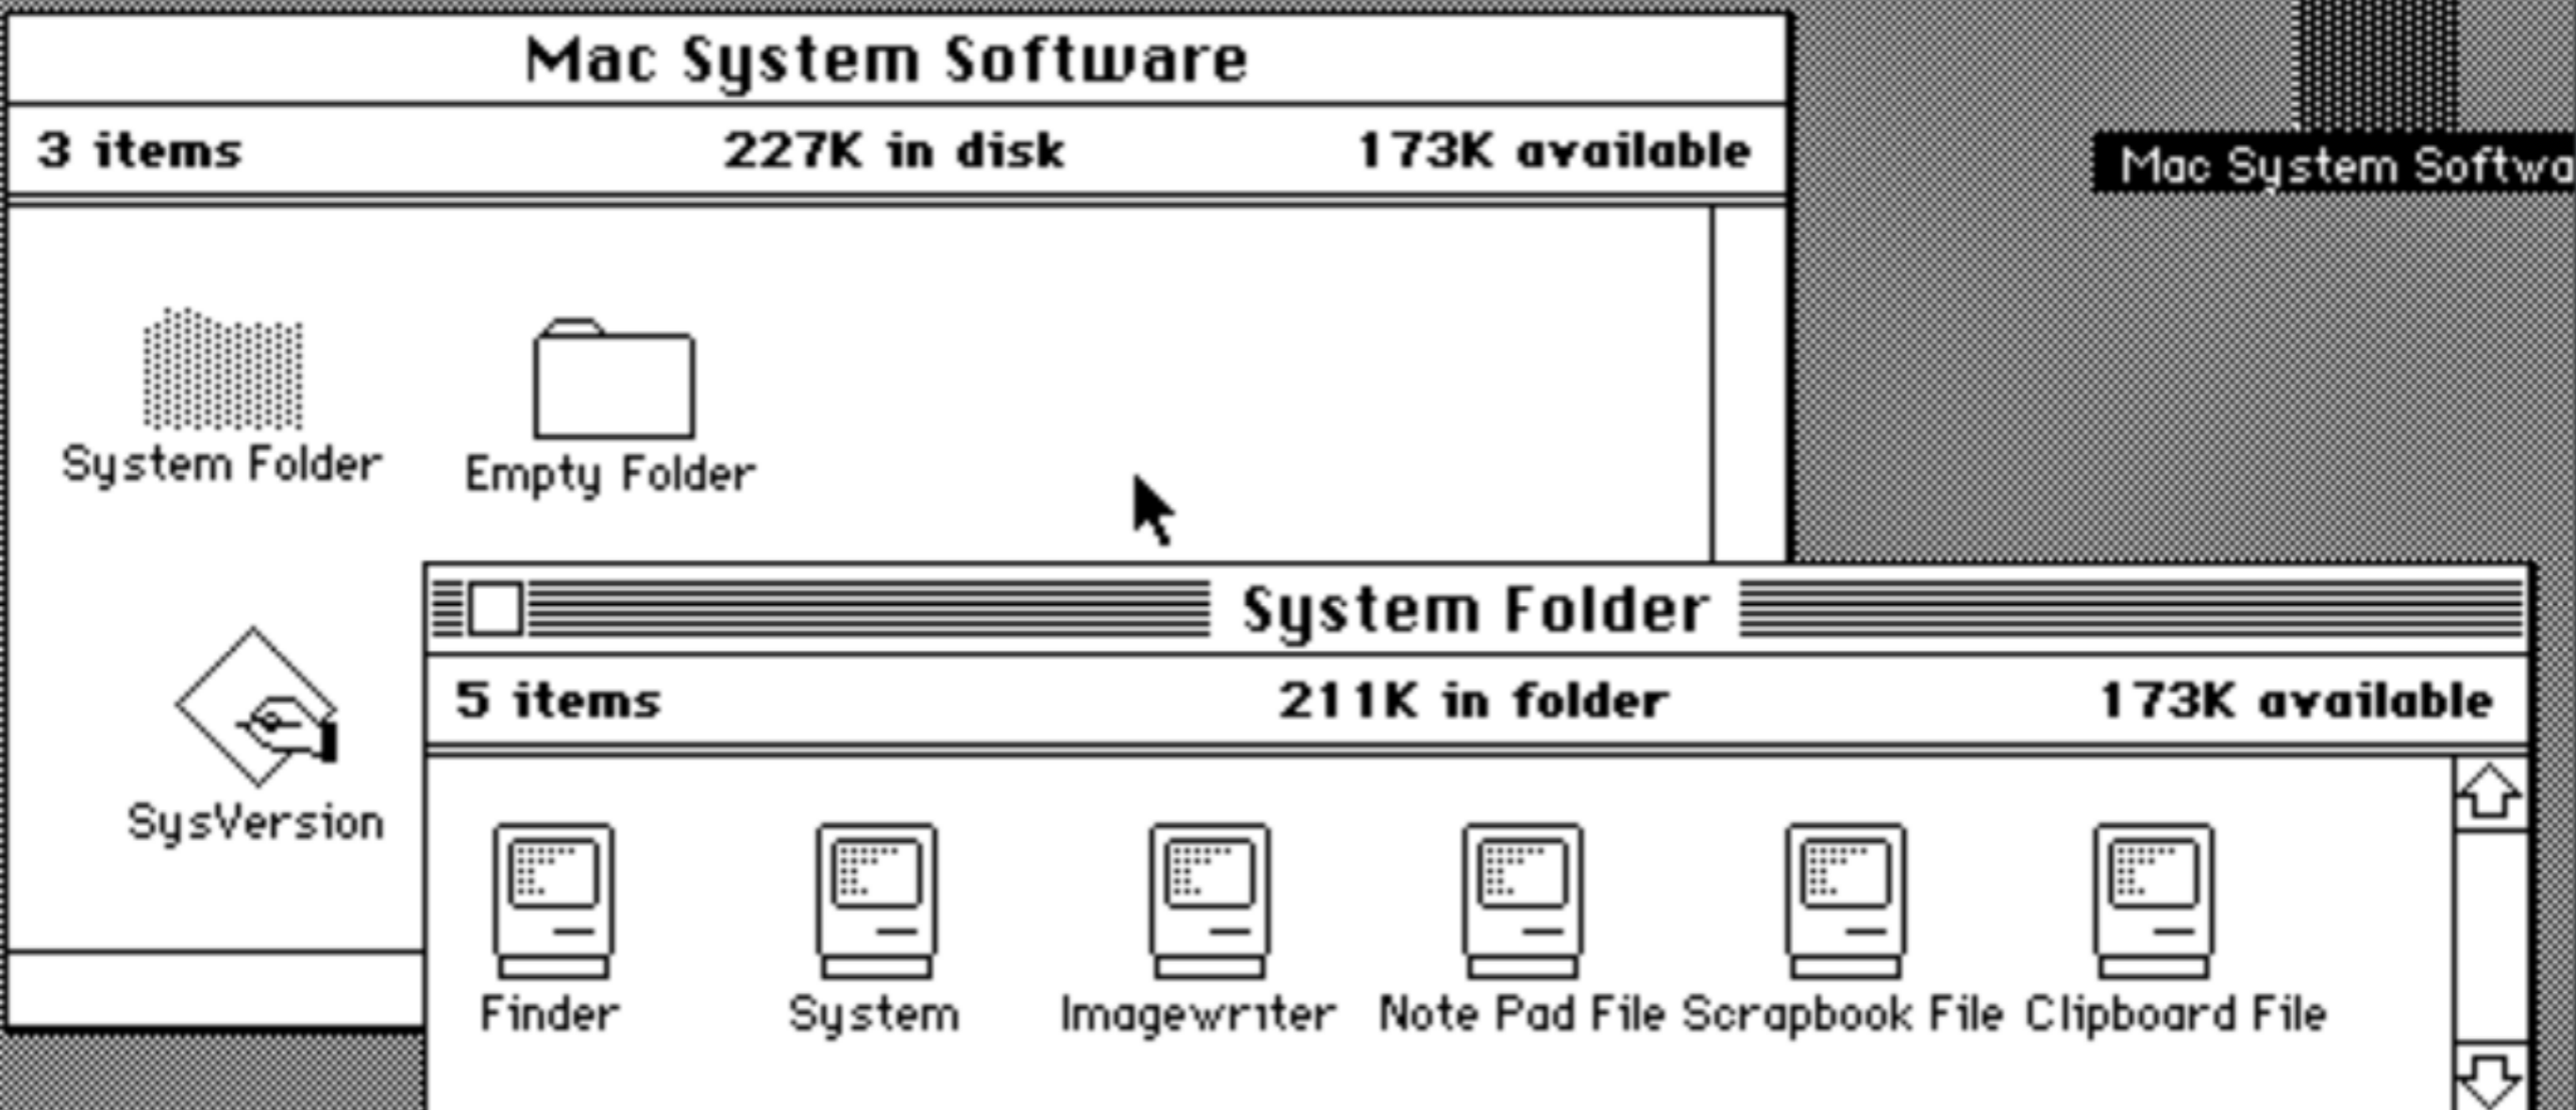 Mac System Software
3 items 227K in disk 173K available
Mac System Softwa
System Folder
Empty Folder
SysVersion
System Folder
5 items 211K in folder 173K available
Finder System Imagewriter Note Pad File Scrapbook File Clipboard File